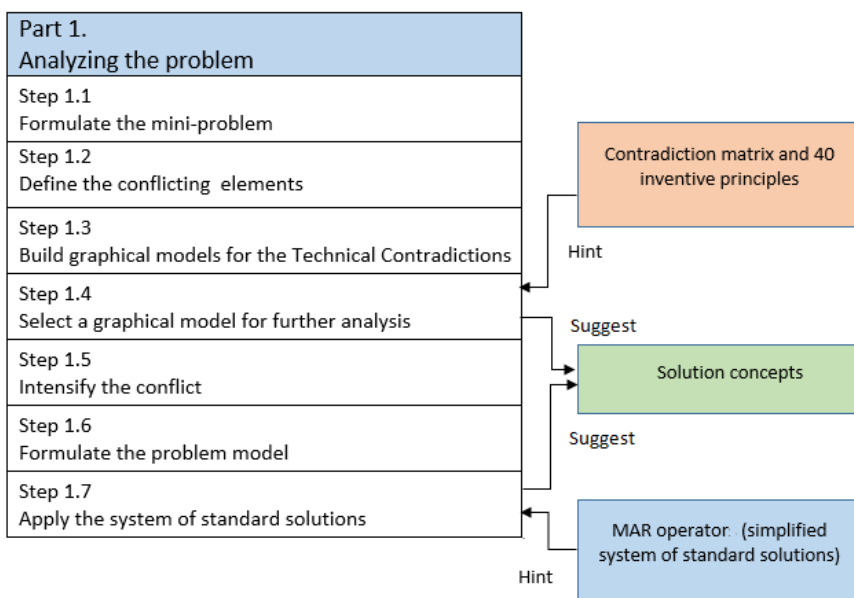 Part 1.
Analyzing the problem
Step 1.1
Formulate the mini-problem
Step 1.2
Define the conflicting elements
Step 1.3
Build graphical models for the Technical Contradictions
Step 1.4
Select a graphical model for further analysis
Step 1.5
Intensify the conflict
Step 1.6
Formulate the problem model
Step 1.7
Apply the system of standard solutions
Contradiction matrix and 40
inventive principles
Hint
Suggest
Solution concepts
Suggest
MAR operator. (simplified
system of standard solutions)
Hint